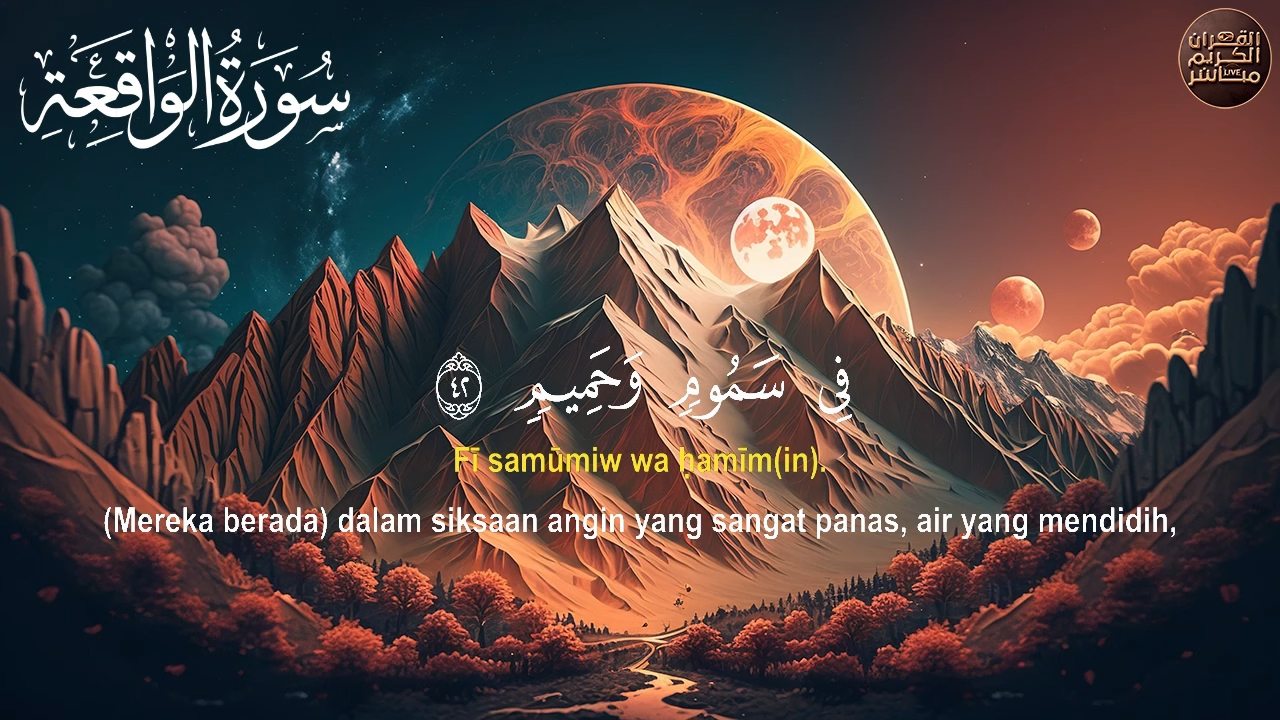 سُورَةُ الوَاقِعَةِ
القرآن
الكريم
LIVE
مباشر
فِي سَمُومٍ وَحَمِيمٍ ٤٢
Fī samūmiw wa ḥamīm(in).
(Mereka berada) dalam siksaan angin yang sangat panas, air yang mendidih,